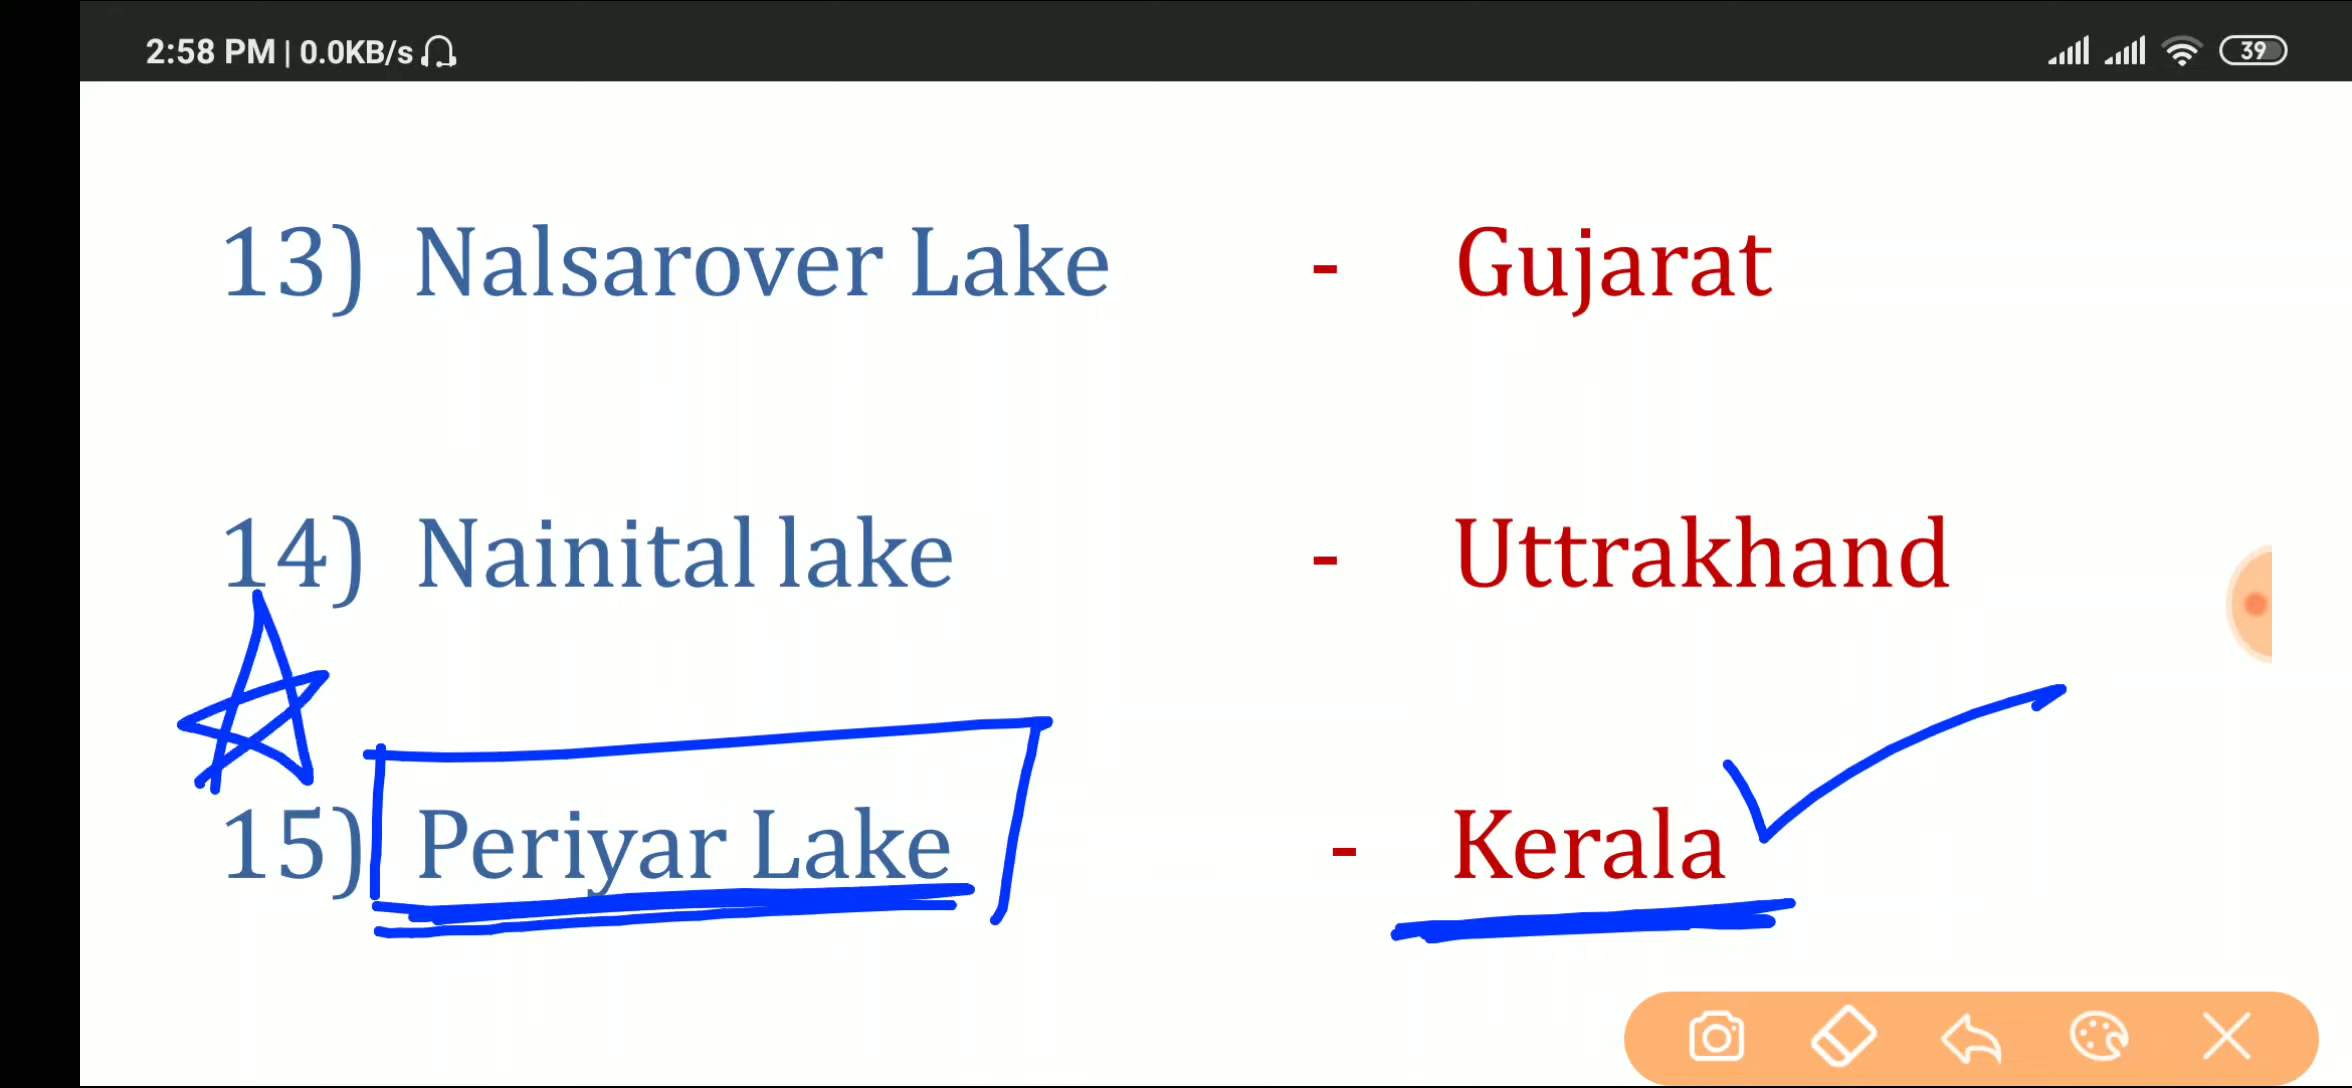 2:58 PM | 0.0KB/s 39
13) Nalsarover Lake - Gujarat
14) Nainital lake - Uttrakhand
15) Periyar Lake - Kerala